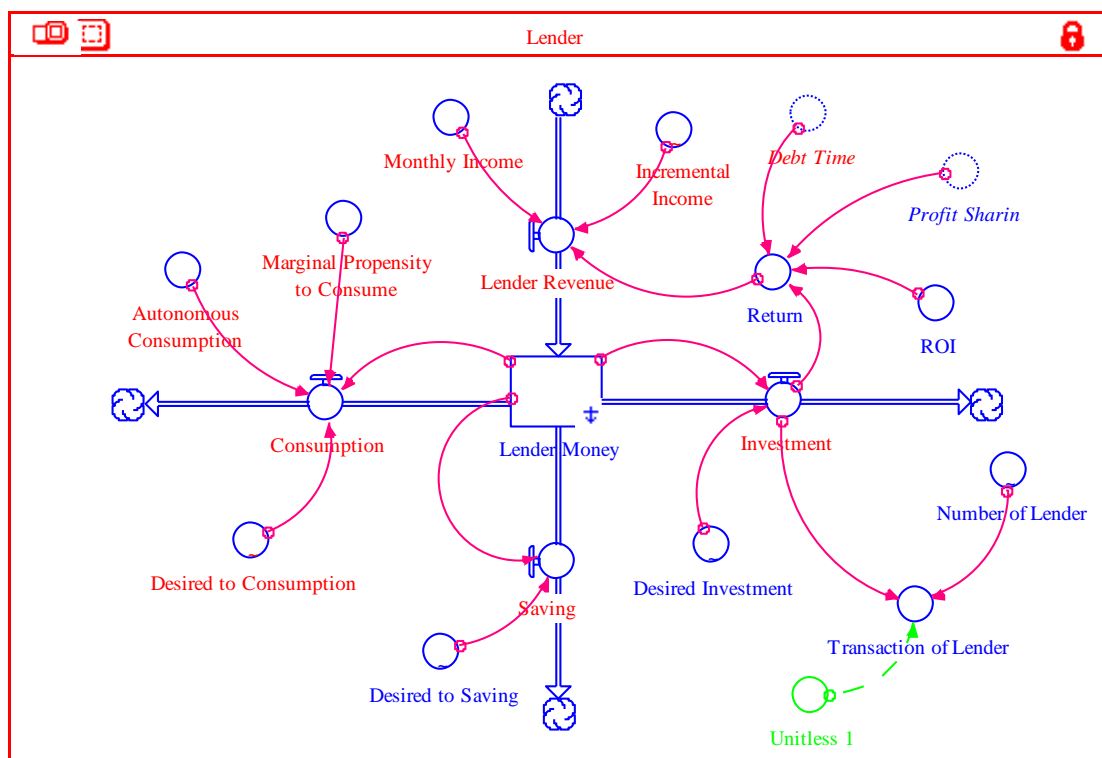 Lender
Monthly Income
Incremental
Income
Debt Time
Profit Sharin
Marginal Propensity
to Consume
Autonomous
Consumption
Lender Revenue
Return
ROI
Consumption
Lender Money
Investment
Number of Lender
Desired to Consumption
Saving
Desired Investment
Transaction of Lender
Desired to Saving
Unitless 1